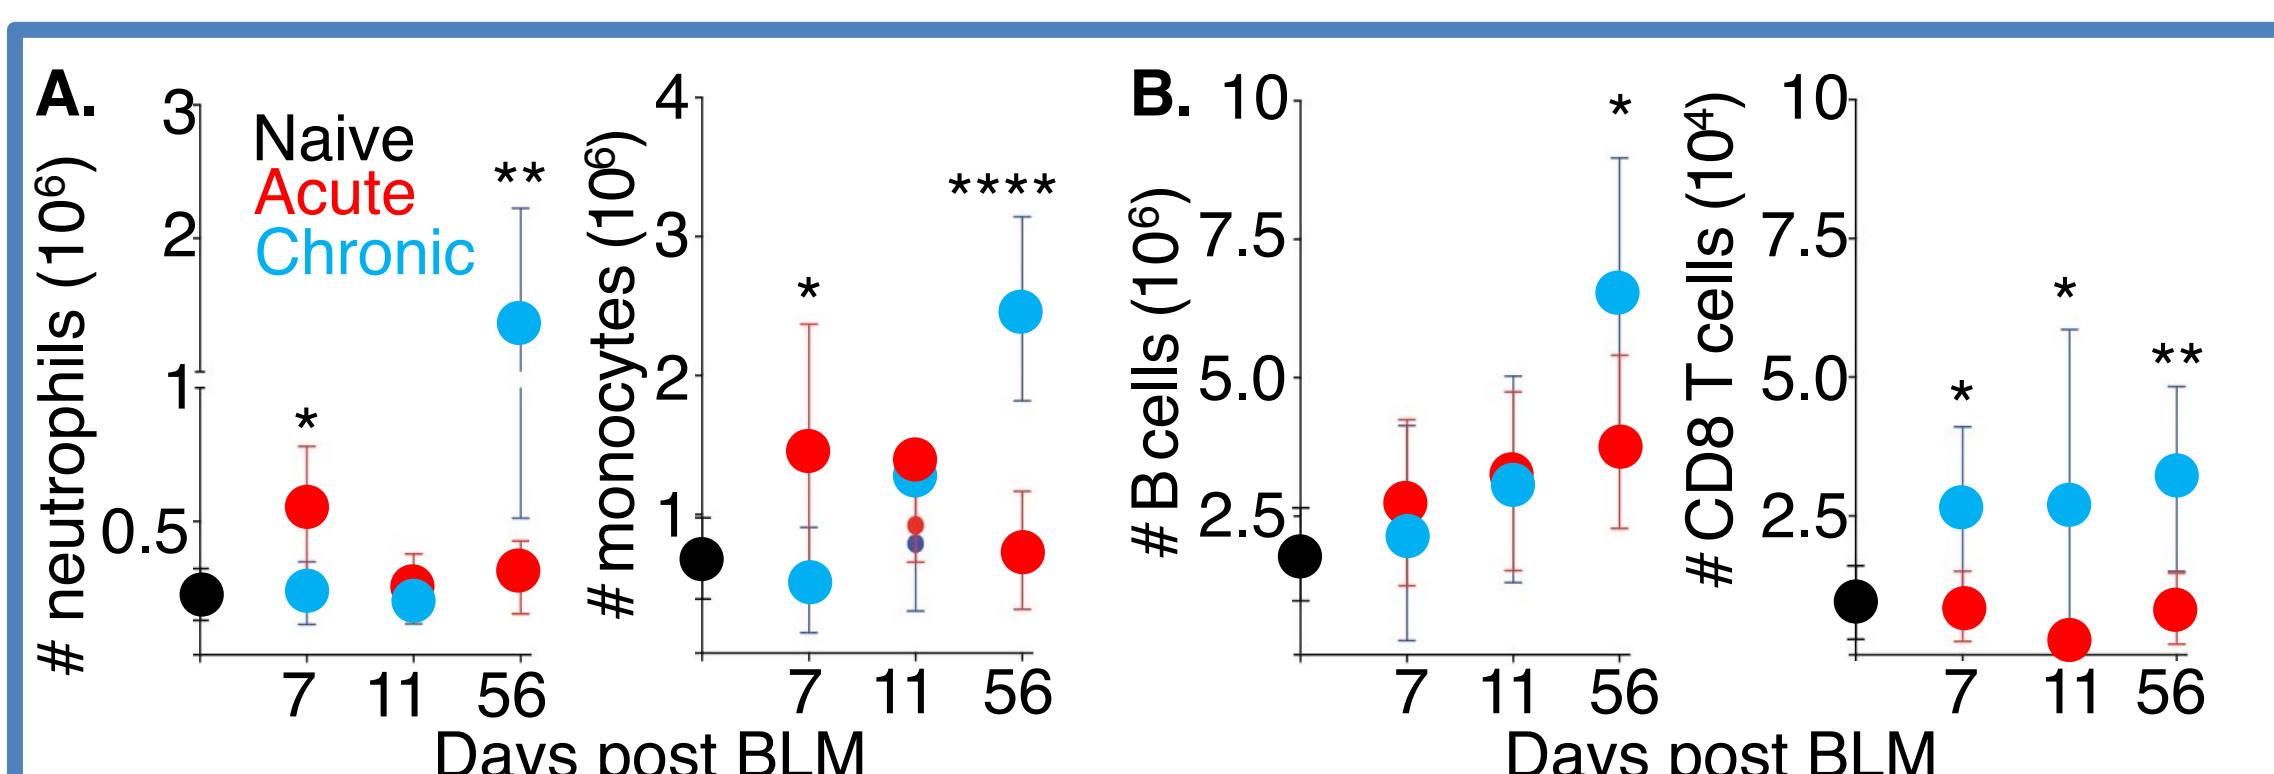 A.
# neutrophils (10⁶)
3
2
1
0.5
Naive
Acute
Chronic
*
**
7 11 56
# monocytes (10⁶)
4
3
2
1
*
****
7 11 56
Days post BLM
B.
# B cells (10⁶)
10
7.5
5.0
2.5
*
7 11 56
# CD8 T cells (10⁴)
10
7.5
5.0
2.5
*
*
**
7 11 56
Days post BLM